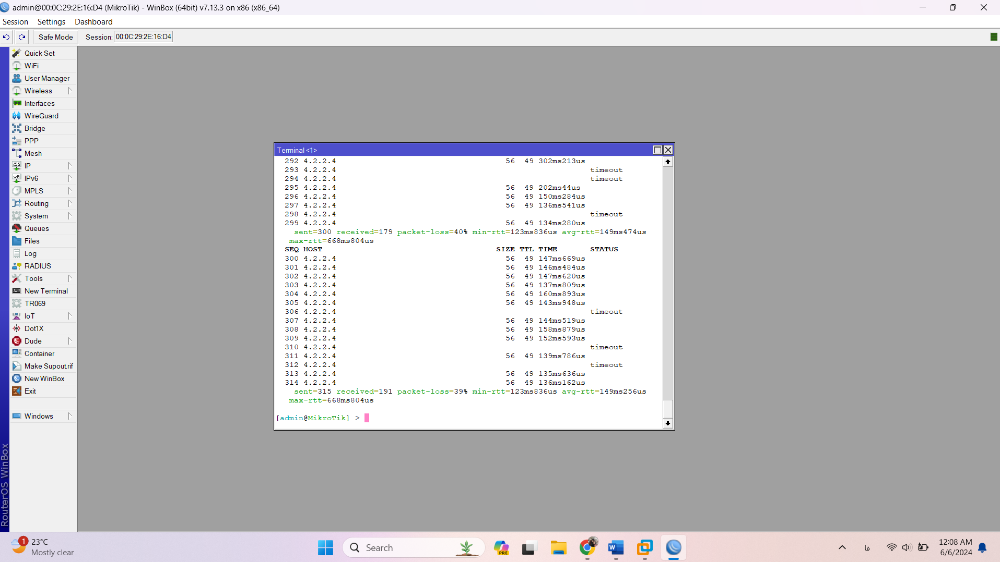 admin@00:0C:29:2E:16:D4 (MikroTik) - WinBox (64bit) v7.13.3 on x86 (x86_64)
Session Settings Dashboard
Safe Mode Session: 00:0C:29:2E:16:D4
Quick Set
WiFi
User Manager
Wireless
Interfaces
WireGuard
Bridge
PPP
Mesh
255 IP
v6 IPv6
MPLS
Routing
System
Queues
Files
Log
RADIUS
Tools
New Terminal
TR069
IoT
Dot1X
Dude
Container
Make Supout.rif
New WinBox
Exit
Windows
RouterOS WinBox
Terminal <1>
292 4.2.2.4 56 49 302ms213us
293 4.2.2.4 timeout
294 4.2.2.4 timeout
295 4.2.2.4 56 49 202ms44us
296 4.2.2.4 56 49 150ms284us
297 4.2.2.4 56 49 136ms541us
298 4.2.2.4 timeout
299 4.2.2.4 56 49 134ms280us
sent=300 received=179 packet-loss=40% min-rtt=123ms836us avg-rtt=149ms474us
max-rtt=668ms804us
SEQ HOST SIZE TTL TIME STATUS
300 4.2.2.4 56 49 147ms669us
301 4.2.2.4 56 49 146ms484us
302 4.2.2.4 56 49 147ms620us
303 4.2.2.4 56 49 137ms809us
304 4.2.2.4 56 49 160ms893us
305 4.2.2.4 56 49 143ms948us
306 4.2.2.4 timeout
307 4.2.2.4 56 49 144ms519us
308 4.2.2.4 56 49 158ms879us
309 4.2.2.4 56 49 152ms593us
310 4.2.2.4 timeout
311 4.2.2.4 56 49 139ms786us
312 4.2.2.4 timeout
313 4.2.2.4 56 49 135ms636us
314 4.2.2.4 56 49 136ms162us
sent=315 received=191 packet-loss=39% min-rtt=123ms836us avg-rtt=149ms256us
max-rtt=668ms804us
[admin@MikroTik] >
1 23°C
Mostly clear
Search
PRE
W
فا
12:08 AM
6/6/2024